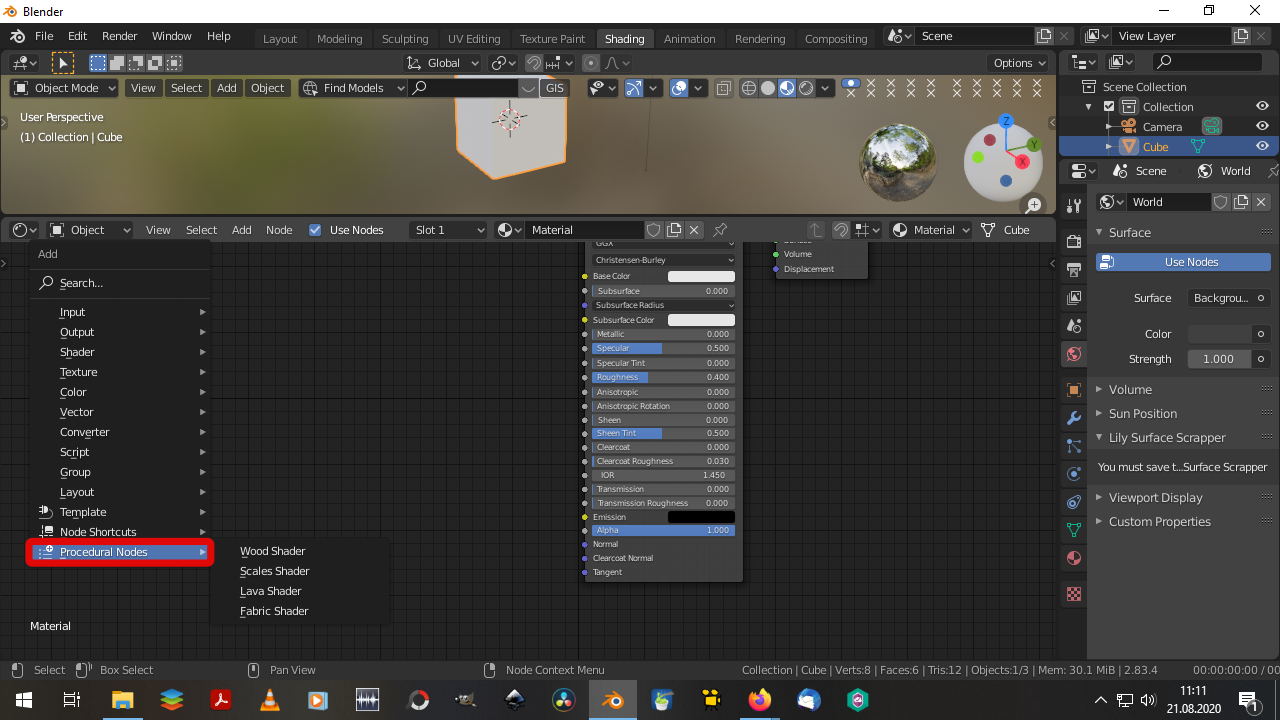 Blender
File Edit Render Window Help
Layout Modeling Sculpting UV Editing Texture Paint Shading Animation Rendering Compositing
Scene
View Layer
Global
Options
Object Mode View Select Add Object Find Models GIS
User Perspective
(1) Collection | Cube
Z
Y
X
Scene Collection
Collection
Camera
Cube
Scene World
World
Surface
Use Nodes
Surface Backgrou...
Color
Strength 1.000
Volume
Sun Position
Lily Surface Scrapper
You must save t...Surface Scrapper
Viewport Display
Custom Properties
Object View Select Add Node Use Nodes Slot 1 Material Material Cube
Add
Search...
Input
Output
Shader
Texture
Color
Vector
Converter
Script
Group
Layout
Template
Node Shortcuts
Procedural Nodes
Wood Shader
Scales Shader
Lava Shader
Fabric Shader
Material
GGX
Christensen-Burley
Base Color
Subsurface 0.000
Subsurface Radius
Subsurface Color
Metallic 0.000
Specular 0.500
Specular Tint 0.000
Roughness 0.400
Anisotropic 0.000
Anisotropic Rotation 0.000
Sheen 0.000
Sheen Tint 0.500
Clearcoat 0.000
Clearcoat Roughness 0.030
IOR 1.450
Transmission 0.000
Transmission Roughness 0.000
Emission
Alpha 1.000
Normal
Clearcoat Normal
Tangent
Volume
Displacement
Select Box Select Pan View Node Context Menu Collection | Cube | Verts:8 | Faces:6 | Tris:12 | Objects:1/3 | Mem: 30.1 MiB | 2.83.4 00:00:00:00 / 00
11:11
21.08.2020
1